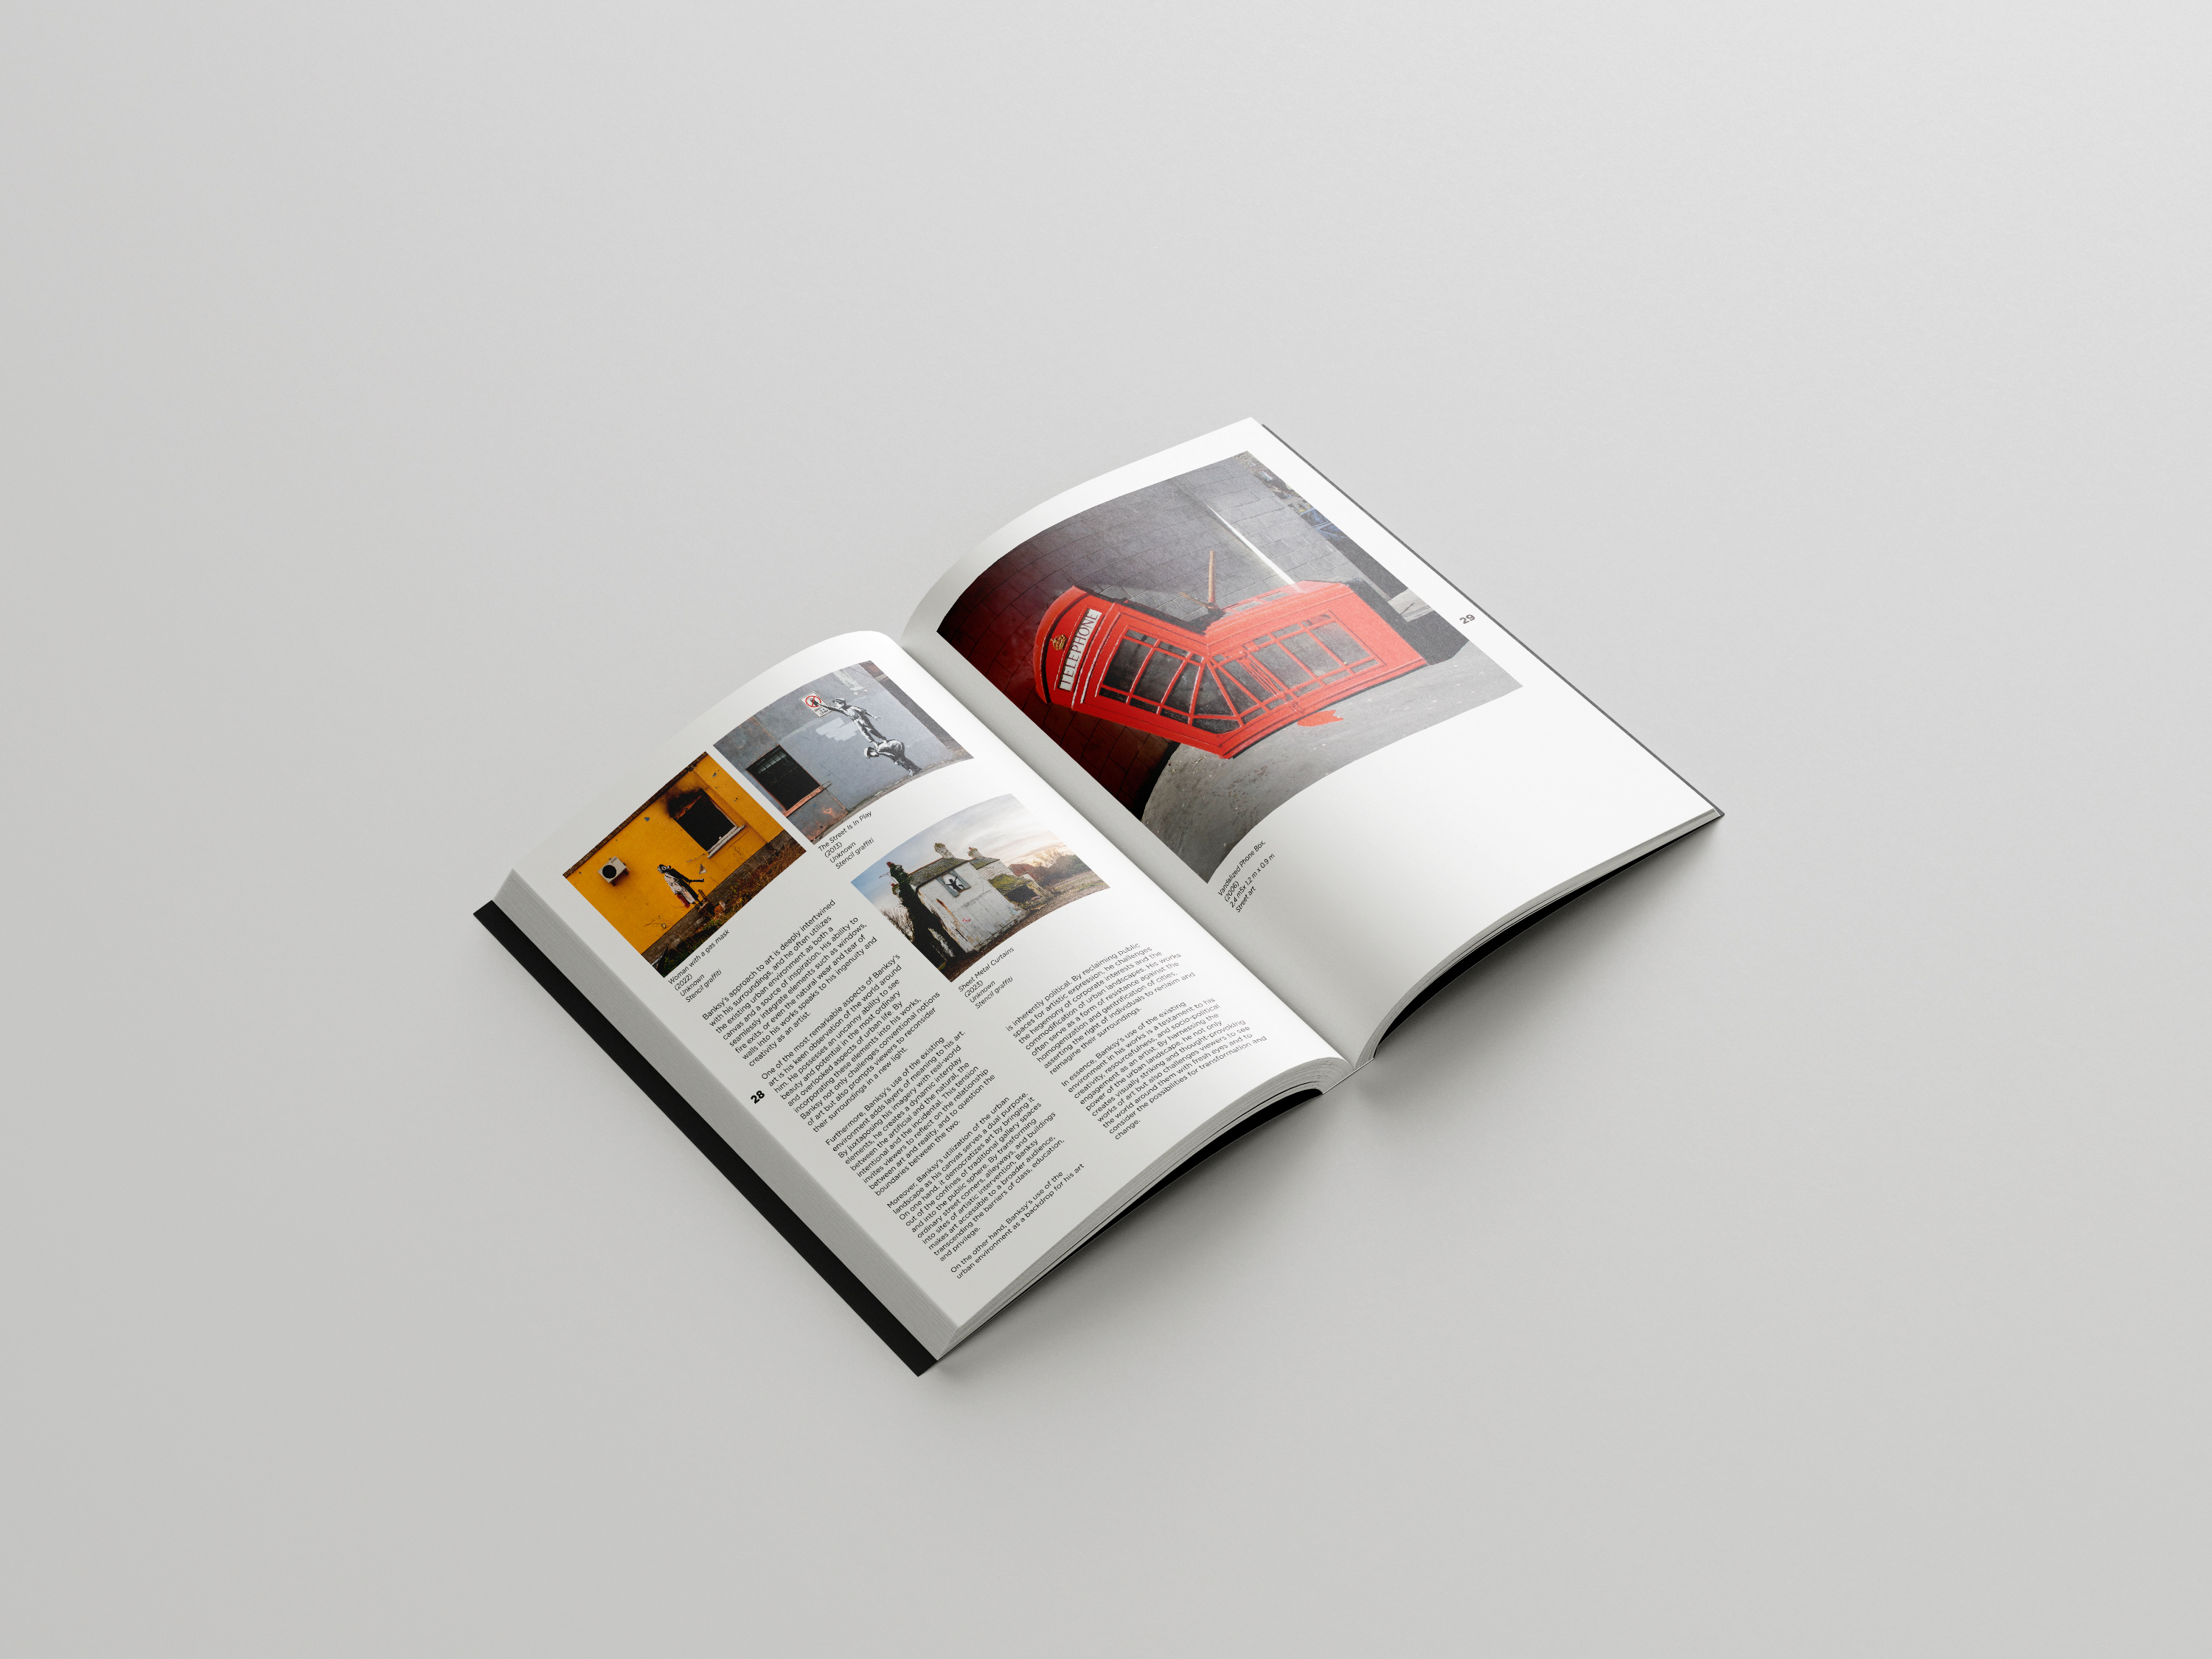 The Street Is In Play
(2013)
Unknown
Stencil graffiti
Woman with a gas mask
(2022)
Unknown
Stencil graffiti
Banksy's approach to art is deeply intertwined
with his surroundings, and he often utilizes
the existing urban environment as both a
canvas and a source of inspiration. His ability to
seamlessly integrate elements such as windows,
fire exits, or even the natural wear and tear of
walls into his works speaks to his ingenuity and
creativity as an artist.
One of the most remarkable aspects of Banksy's
art is his keen observation of the world around
him. He possesses an uncanny ability to see
beauty and potential in the most ordinary
and overlooked aspects of urban life. By
incorporating these elements into his works,
Banksy not only challenges conventional notions
of art but also prompts viewers to reconsider
their surroundings in a new light.
Furthermore, Banksy's use of the existing
environment adds layers of meaning to his art.
By juxtaposing his imagery with real-world
elements, he creates a dynamic interplay
between the artificial and the natural, the
intentional and the incidental. This tension
invites viewers to reflect on the relationship
between art and reality, and to question the
boundaries between the two.
Moreover, Banksy's utilization of the urban
landscape as his canvas serves a dual purpose.
On one hand, it democratizes art by bringing it
out of the confines of traditional gallery spaces
and into the public sphere. By transforming
ordinary street corners, alleyways, and buildings
into sites of artistic intervention, Banksy
makes art accessible to a broader audience,
transcending the barriers of class, education,
and privilege.
On the other hand, Banksy's use of the
urban environment as a backdrop for his art
Sheet Metal Curtains
(2023)
Unknown
Stencil graffiti
is inherently political. By reclaiming public
spaces for artistic expression, he challenges
the hegemony of corporate interests and the
commodification of urban landscapes. His works
often serve as a form of resistance against the
homogenization and gentrification of cities,
asserting the right of individuals to reclaim and
reimagine their surroundings.
In essence, Banksy's use of the existing
environment in his works is a testament to his
creativity, resourcefulness, and socio-political
engagement as an artist. By harnessing the
power of the urban landscape, he not only
creates visually striking and thought-provoking
works of art but also challenges viewers to see
the world around them with fresh eyes and to
consider the possibilities for transformation and
change.
28
TELEPHONE
Vandalized Phone Box,
(2006)
2.4 m5x 1.2 m x 0.9 m
Street art
29